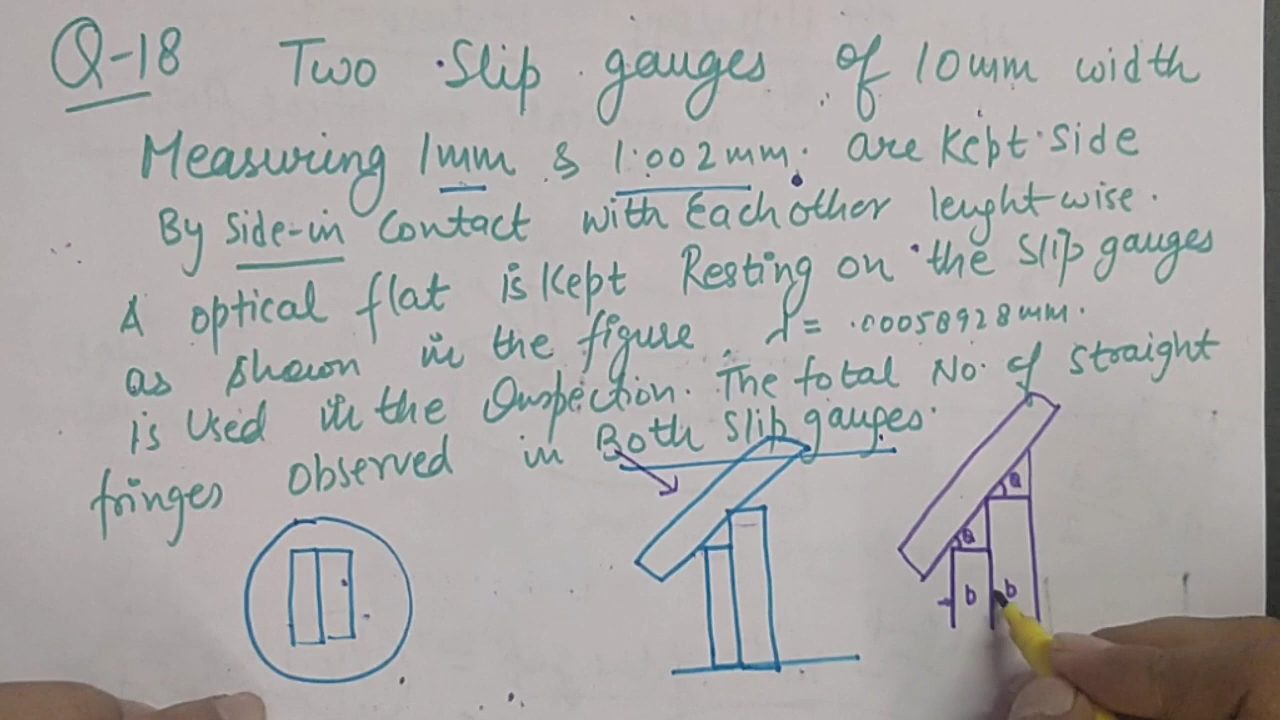 Q-18 Two Slip gauges of 10mm width
Measuring 1mm & 1.002mm. are kept side
By side-in contact with Each other lenght-wise.
A optical flat is kept Resting on the slip gauges
as shown in the figure. λ = .00058928mm.
is used in the Inspection. The total No. of straight
fringes observed in Both slip gauges.
θ
θ
b b